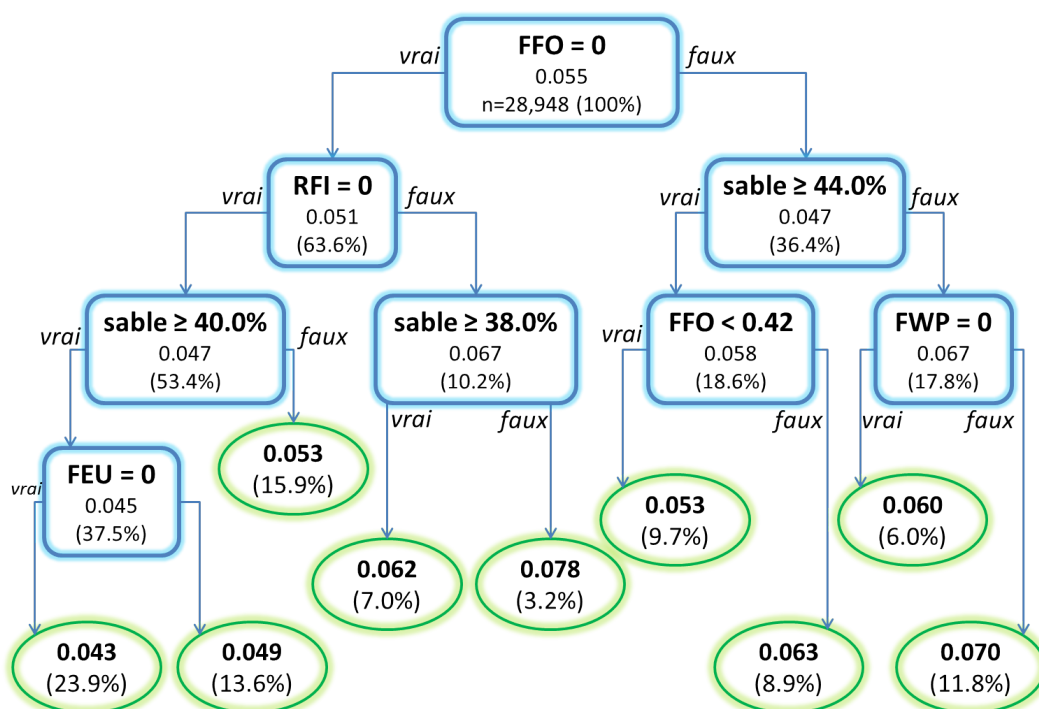 FFO = 0
0.055
n=28,948 (100%)
vrai
faux
RFI = 0
0.051
(63.6%)
vrai
faux
sable ≥ 44.0%
0.047
(36.4%)
vrai
faux
sable ≥ 40.0%
0.047
(53.4%)
vrai
faux
sable ≥ 38.0%
0.067
(10.2%)
vrai
faux
FFO < 0.42
0.058
(18.6%)
vrai
faux
FWP = 0
0.067
(17.8%)
vrai
faux
FEU = 0
0.045
(37.5%)
vrai
0.053
(15.9%)
0.062
(7.0%)
0.078
(3.2%)
0.053
(9.7%)
0.060
(6.0%)
0.043
(23.9%)
0.049
(13.6%)
0.063
(8.9%)
0.070
(11.8%)